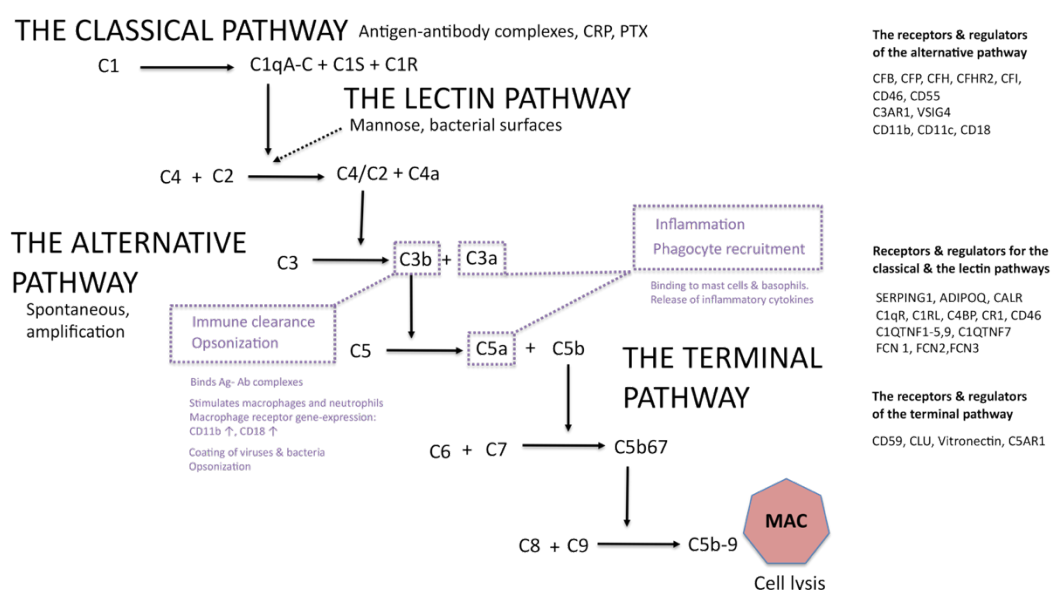 THE CLASSICAL PATHWAY Antigen-antibody complexes, CRP, PTX
C1 C1qA-C + C1S + C1R
THE LECTIN PATHWAY
Mannose, bacterial surfaces
C4 + C2 C4/C2 + C4a
THE ALTERNATIVE
PATHWAY
Spontaneous,
amplification
C3 C3b + C3a
Inflammation
Phagocyte recruitment
Binding to mast cells & basophils.
Release of inflammatory cytokines
Immune clearance
Opsonization
Binds Ag- Ab complexes
Stimulates macrophages and neutrophils
Macrophage receptor gene-expression:
CD11b ↑, CD18 ↑
Coating of viruses & bacteria
Opsonization
C5 C5a + C5b
THE TERMINAL
PATHWAY
C6 + C7 C5b67
C8 + C9 C5b-9
MAC
Cell lysis
The receptors & regulators
of the alternative pathway
CFB, CFP, CFH, CFHR2, CFI,
CD46, CD55
C3AR1, VSIG4
CD11b, CD11c, CD18
Receptors & regulators for the
classical & the lectin pathways
SERPING1, ADIPOQ, CALR
C1qR, C1RL, C4BP, CR1, CD46
C1QTNF1-5,9, C1QTNF7
FCN 1, FCN2,FCN3
The receptors & regulators
of the terminal pathway
CD59, CLU, Vitronectin, C5AR1